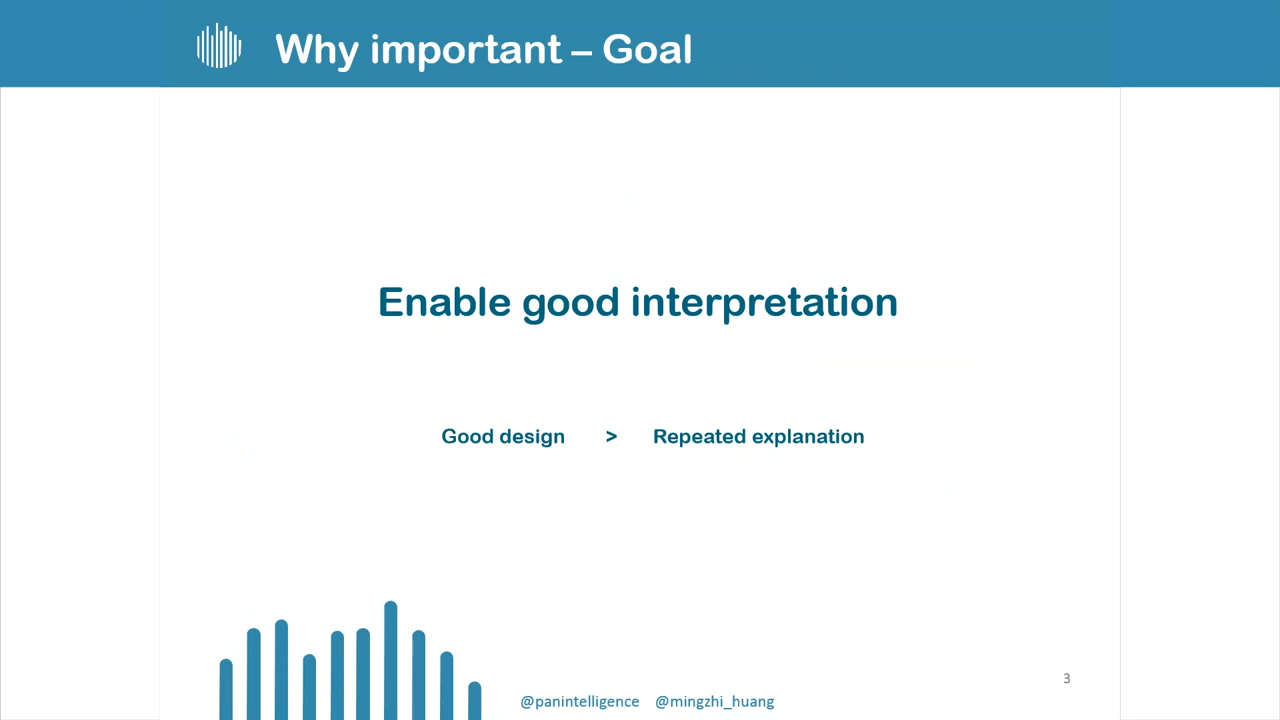 Why important – Goal
Enable good interpretation
Good design > Repeated explanation
3
@panintelligence @mingzhi_huang